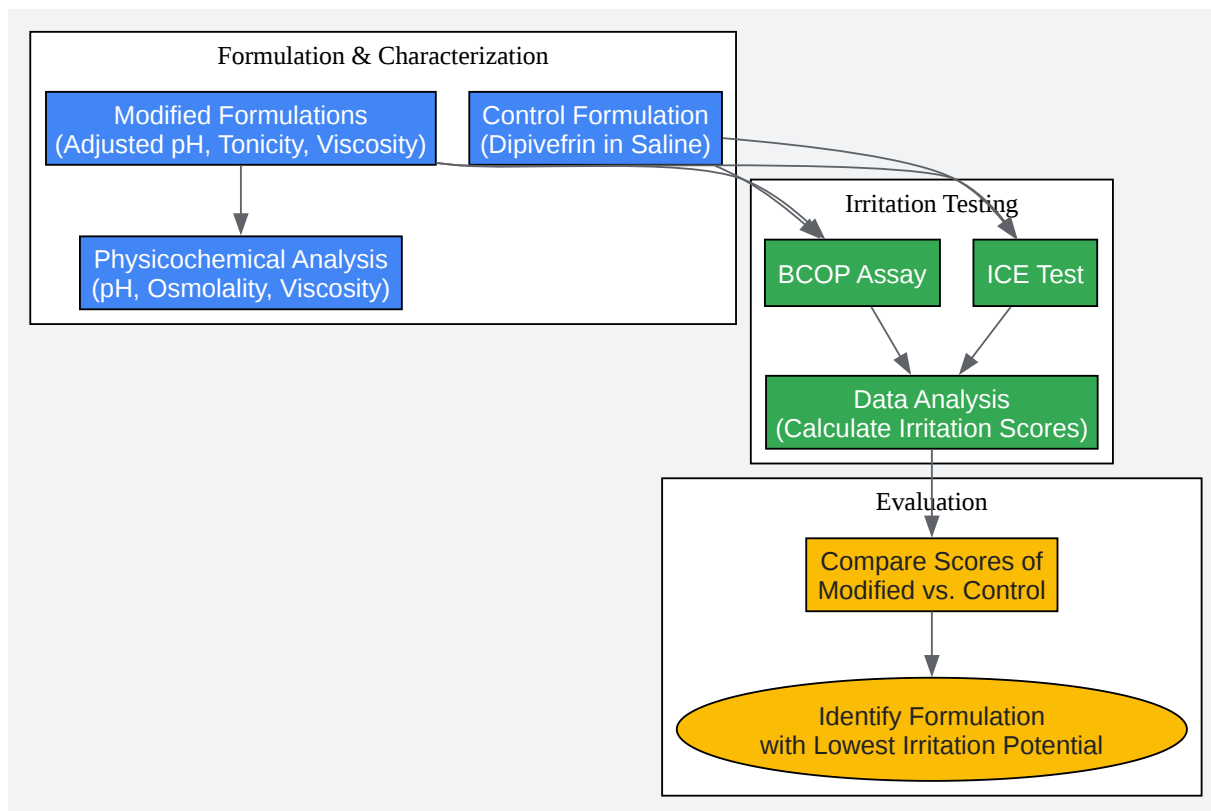 Formulation & Characterization
Modified Formulations
(Adjusted pH, Tonicity, Viscosity)
Control Formulation
(Dipivefrin in Saline)
Physicochemical Analysis
(pH, Osmolality, Viscosity)
Irritation Testing
BCOP Assay
ICE Test
Data Analysis
(Calculate Irritation Scores)
Evaluation
Compare Scores of
Modified vs. Control
Identify Formulation
with Lowest Irritation Potential